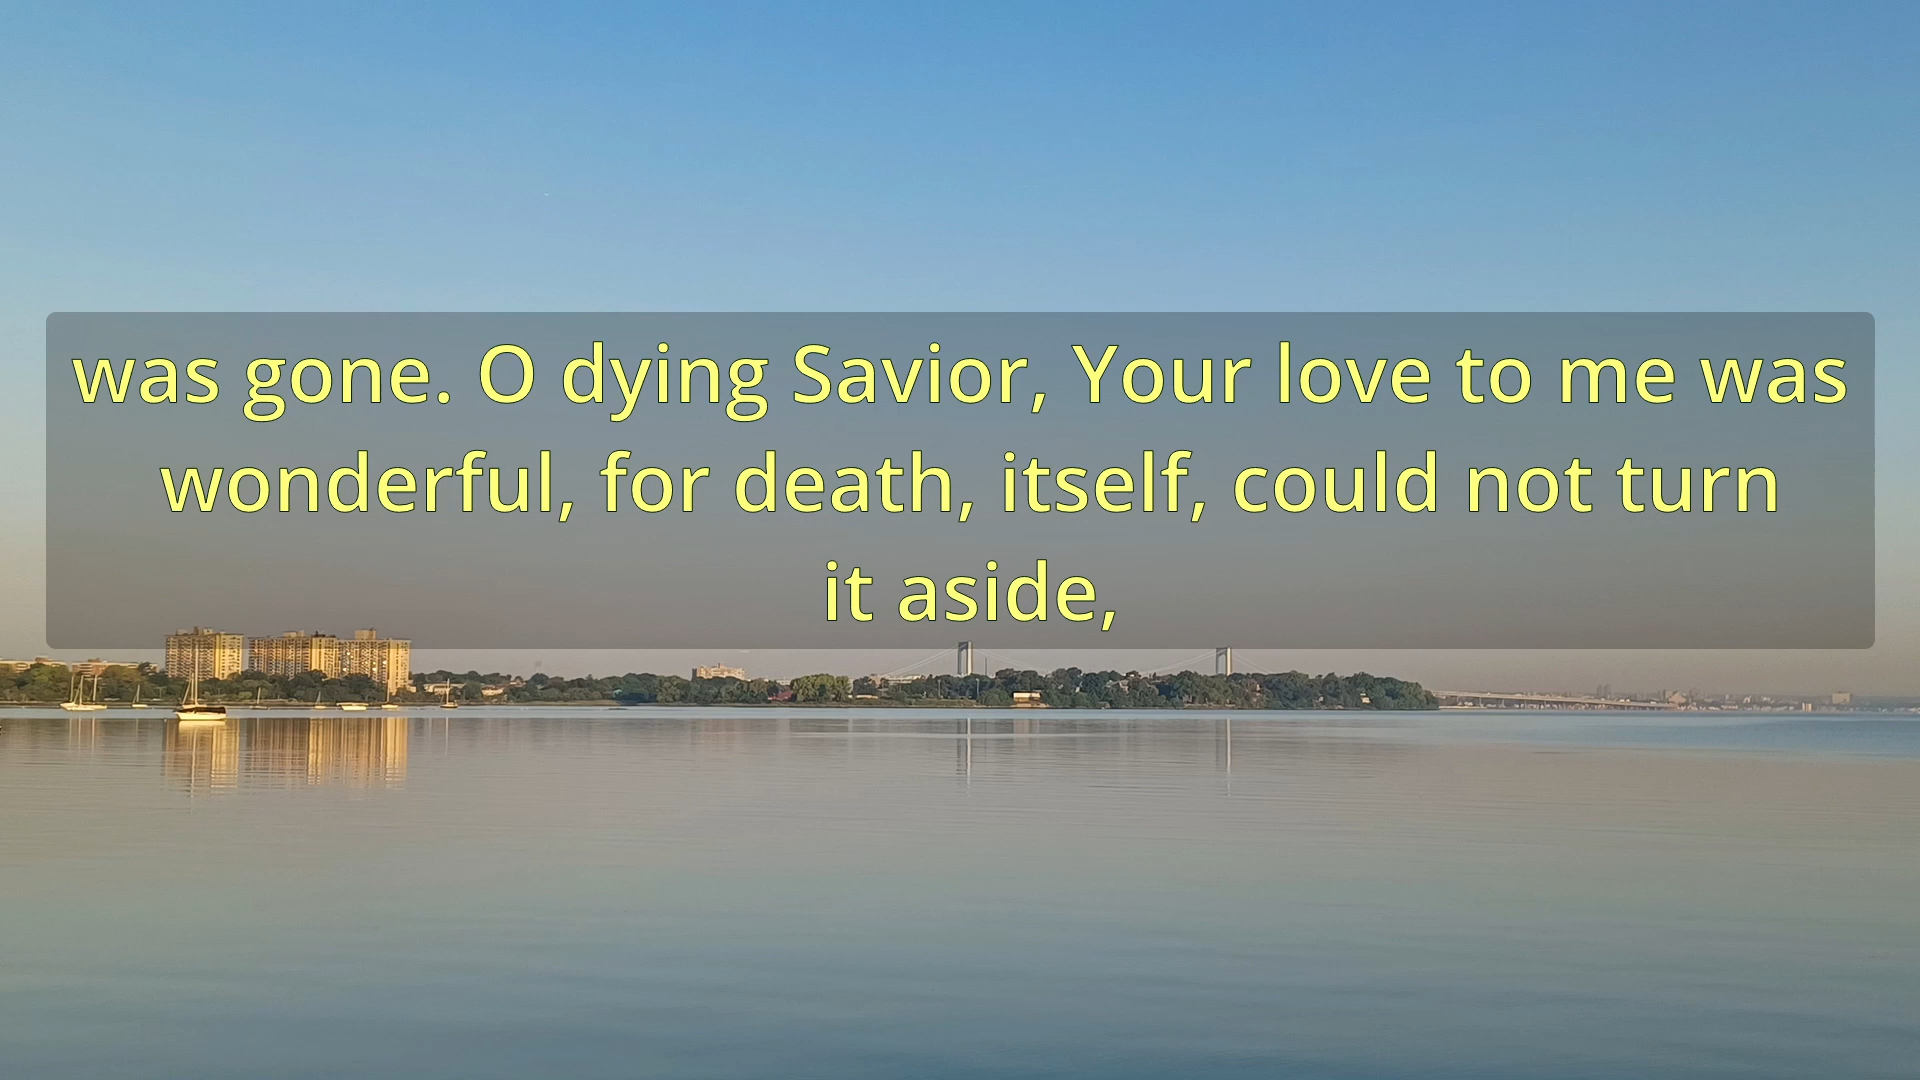 was gone. O dying Savior, Your love to me was
wonderful, for death, itself, could not turn
it aside,